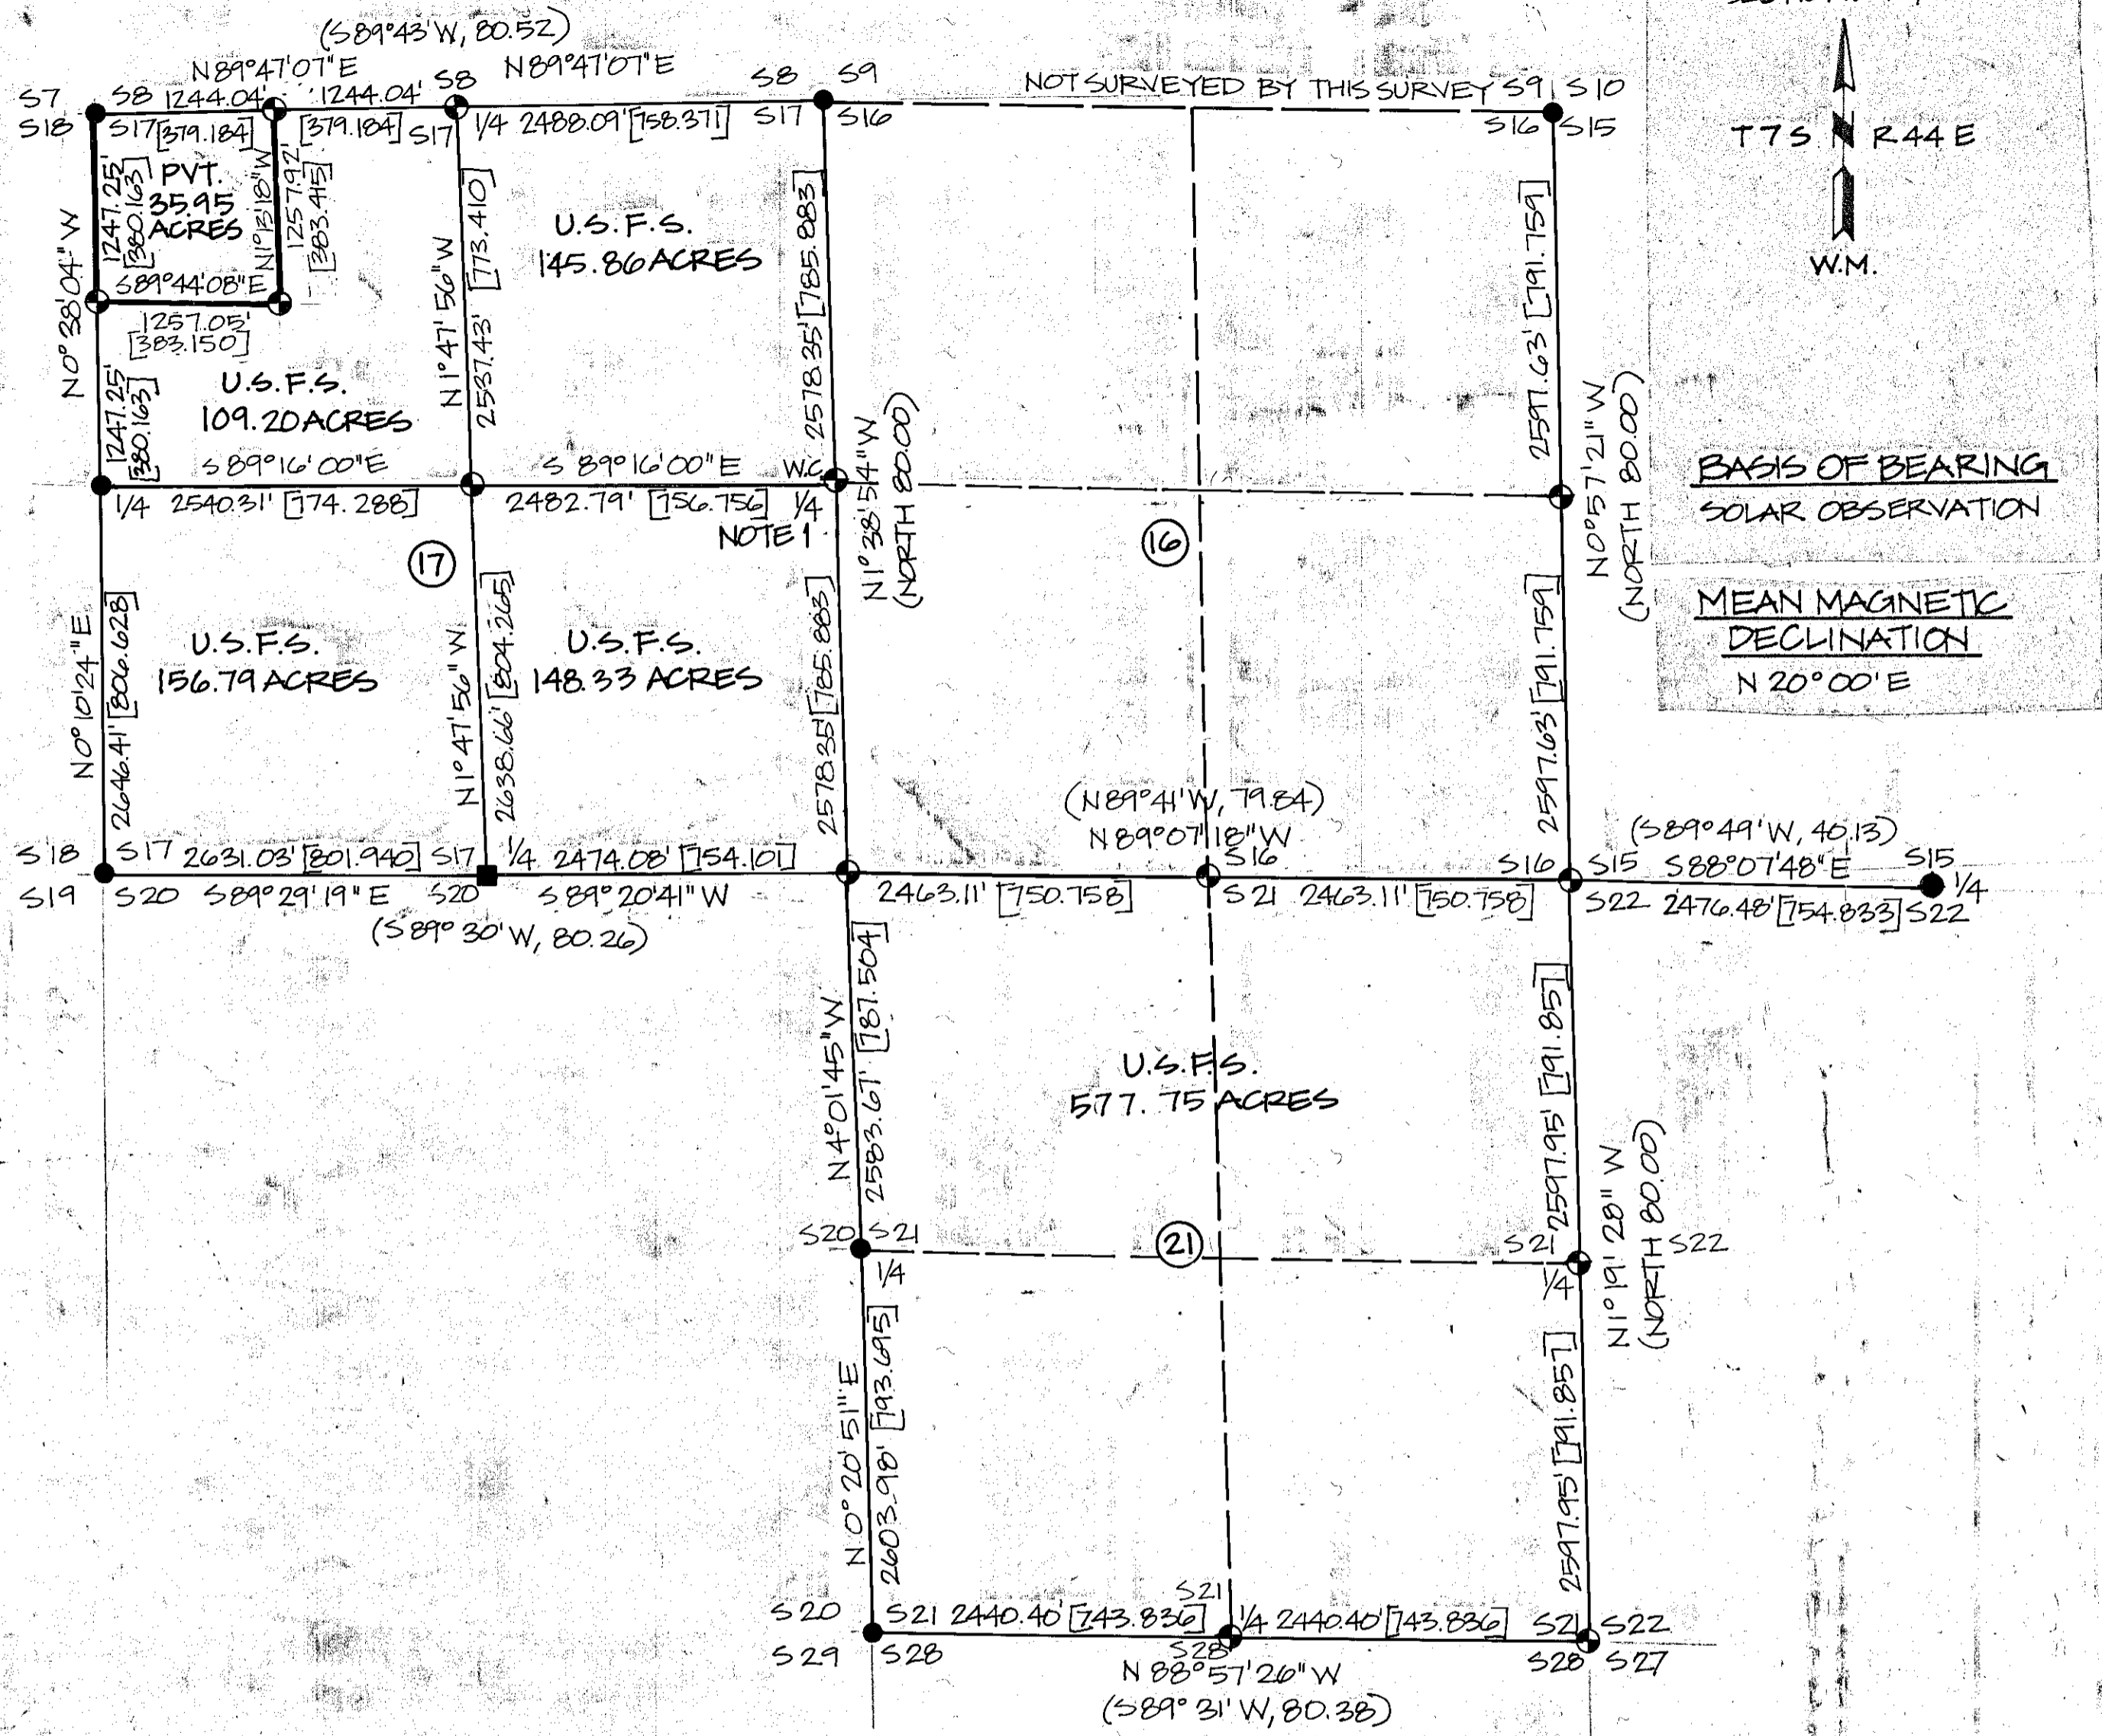 (S89°43'W, 80.52)
N89°47'07"E
N89°47'07"E
S7
S8
1244.04'
1244.04'
S8
S8
S9
NOT SURVEYED BY THIS SURVEY
S9
S10
S18
S17
[379.184]
[379.184]
S17
1/4
2488.09' [758.371]
S17
S16
S16
S15
T7S
N
R44E
W.M.
PVT.
35.95
ACRES
1247.25'
[380.163]
N1°13'18"W
1257.92'
[383.415]
N0°38'04"W
S89°44'08"E
1257.05'
[383.150]
N1°47'56"W
2537.43' [773.410]
U.S.F.S.
145.86 ACRES
2578.35' [785.883]
2597.63' [791.759]
U.S.F.S.
109.20 ACRES
1247.25'
[380.163]
S89°16'00"E
S89°16'00"E
W.C.
1/4
2540.31' [774.288]
2482.79' [756.756]
1/4
NOTE 1
N1°38'54"W
(NORTH 80.00)
N0°57'21"W
(NORTH 80.00)
BASIS OF BEARING
SOLAR OBSERVATION
MEAN MAGNETIC
DECLINATION
N 20°00'E
17
16
N0°10'24"E
2646.41' [806.628]
U.S.F.S.
156.79 ACRES
N1°47'56"W
2638.66' [804.265]
U.S.F.S.
148.33 ACRES
2578.35' [785.883]
2597.63' [791.759]
(N89°41'W, 79.84)
N89°07'18"W
(S89°49'W, 40.13)
S18
S17
2631.03' [801.940]
S17
1/4
2474.08' [754.101]
S16
S16
S15
S88°07'48"E
S15
1/4
S19
S20
S89°29'19"E
S20
S89°20'41"W
2463.11' [750.758]
S21
2463.11' [750.758]
S22
2476.48' [754.833]
S22
(S89°30'W, 80.26)
N4°01'45"W
2583.67' [787.504]
U.S.F.S.
577.75 ACRES
2597.95' [791.857]
S20
S21
1/4
21
S21
1/4
S22
N1°19'28"W
(NORTH 80.00)
N0°20'51"E
2603.98' [793.695]
2597.95' [791.857]
S20
S21
2440.40' [743.836]
S21
1/4
2440.40' [743.836]
S21
S22
S29
S28
S28
S28
S27
N 88°57'26"W
(S89°31'W, 80.38)